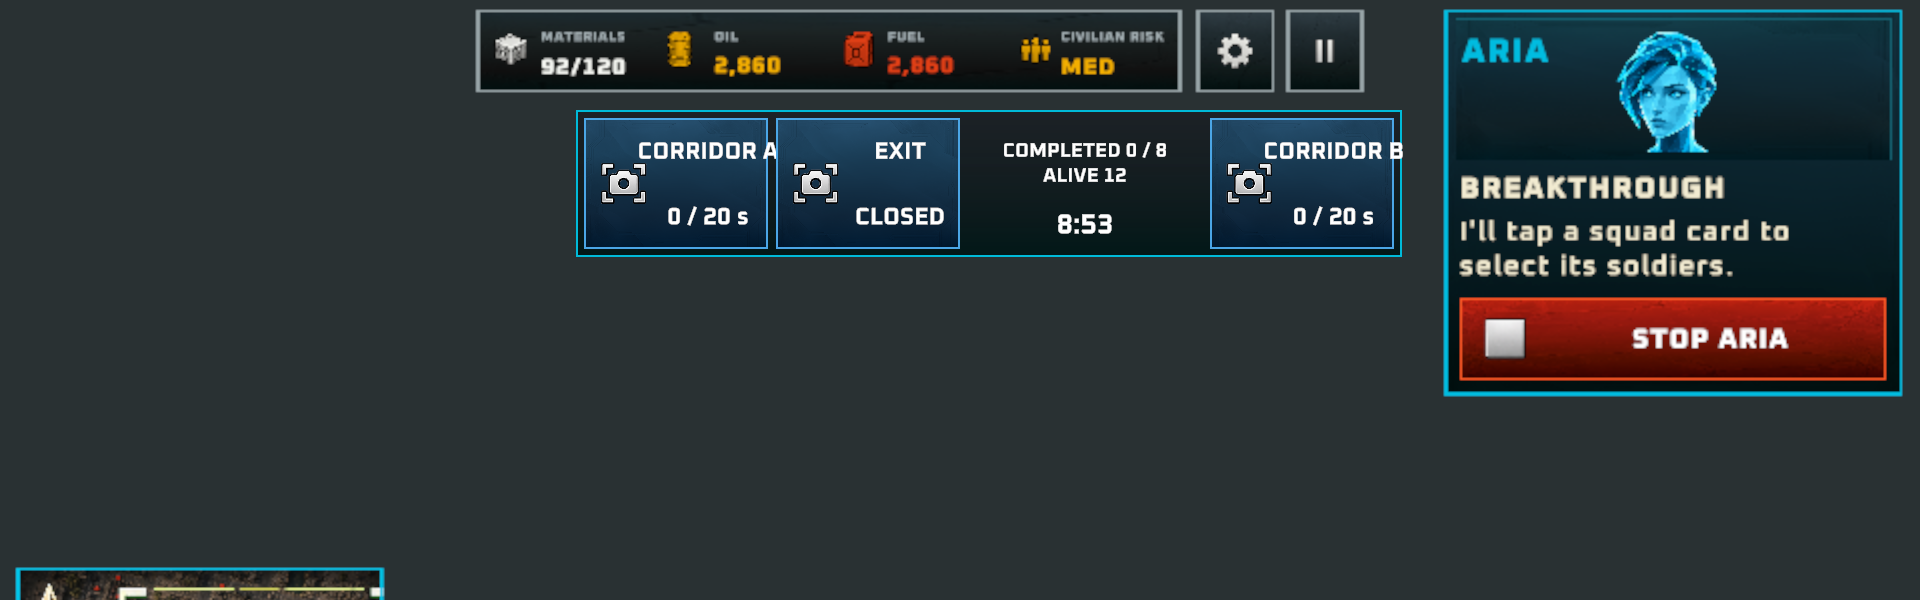 MATERIALS
92/120
OIL
2,860
FUEL
2,860
CIVILIAN RISK
MED
CORRIDOR A
0 / 20 s
EXIT
CLOSED
COMPLETED 0 / 8
ALIVE 12
8:53
CORRIDOR B
0 / 20 s
ARIA
BREAKTHROUGH
I'll tap a squad card to
select its soldiers.
STOP ARIA